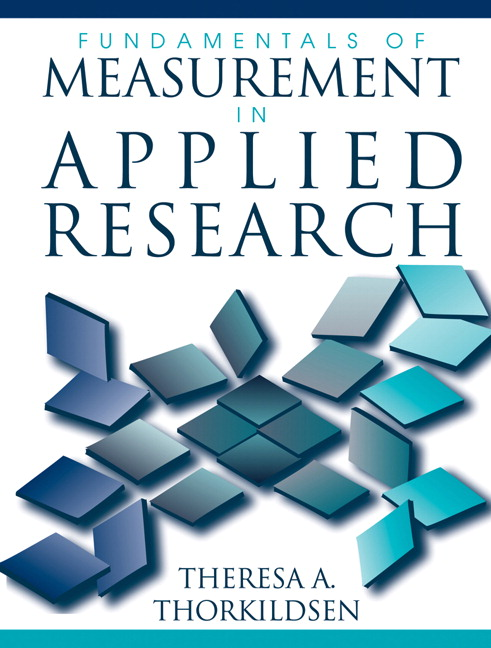 FUNDAMENTALS OF
MEASUREMENT
IN
APPLIED
RESEARCH
THERESA A.
THORKILDSEN